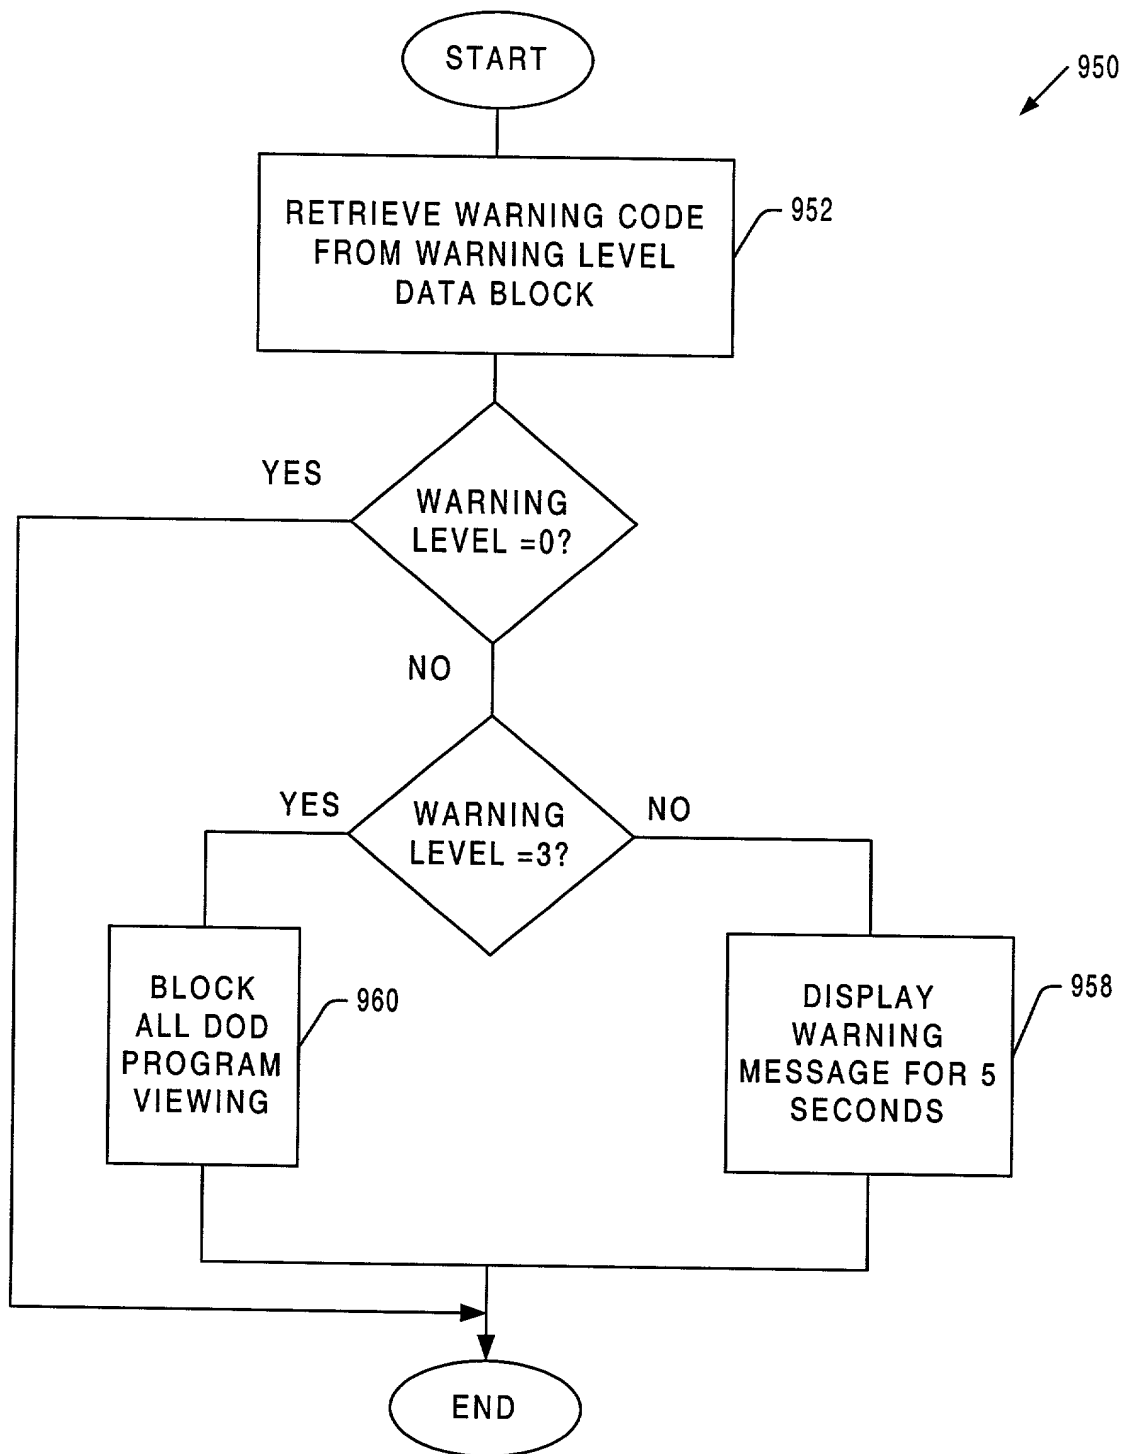 START
950
RETRIEVE WARNING CODE
FROM WARNING LEVEL
DATA BLOCK
952
YES
WARNING
LEVEL =0?
NO
YES
WARNING
LEVEL =3?
NO
BLOCK
ALL DOD
PROGRAM
VIEWING
960
DISPLAY
WARNING
MESSAGE FOR 5
SECONDS
958
END